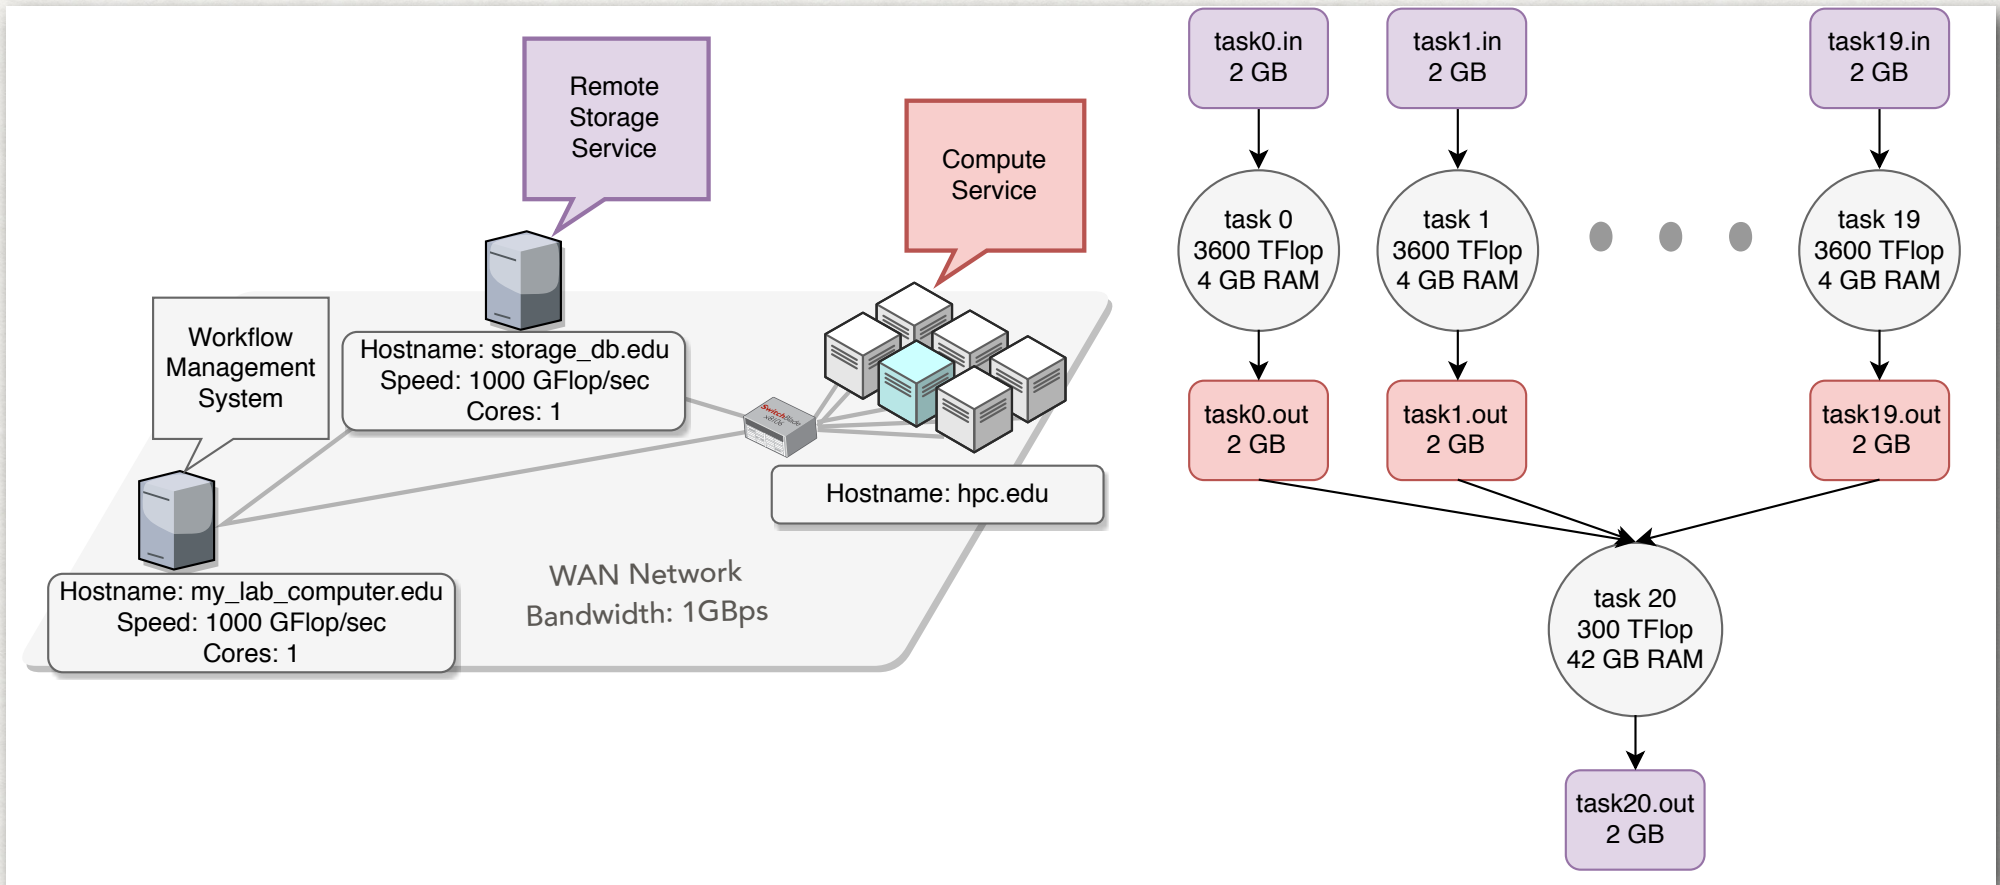 Remote
Storage
Service
Compute
Service
Workflow
Management
System
Hostname: storage_db.edu
Speed: 1000 GFlop/sec
Cores: 1
SwitchBlade
x8106
Hostname: hpc.edu
Hostname: my_lab_computer.edu
Speed: 1000 GFlop/sec
Cores: 1
WAN Network
Bandwidth: 1GBps
task0.in
2 GB
task1.in
2 GB
task19.in
2 GB
task 0
3600 TFlop
4 GB RAM
task 1
3600 TFlop
4 GB RAM
task 19
3600 TFlop
4 GB RAM
task0.out
2 GB
task1.out
2 GB
task19.out
2 GB
task 20
300 TFlop
42 GB RAM
task20.out
2 GB